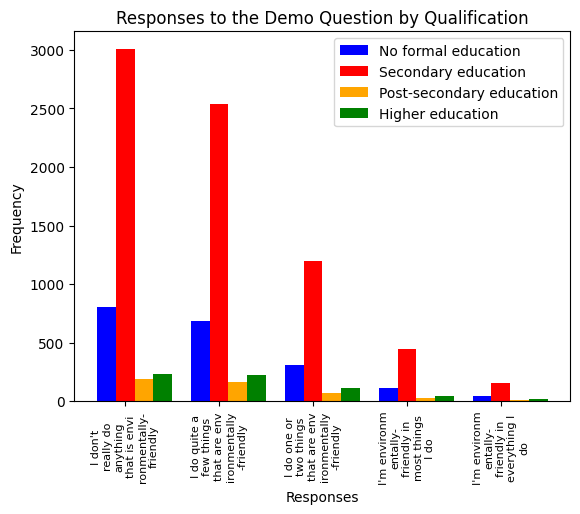 Responses to the Demo Question by Qualification
No formal education
Secondary education
Post-secondary education
Higher education
Frequency
3000
2500
2000
1500
1000
500
0
I don't
really do
anything
that is envi
ronmentally-
friendly
I do quite a
few things
that are env
ironmentally
-friendly
I do one or
two things
that are env
ironmentally
-friendly
I'm environm
entally-
friendly in
most things
I do
I'm environm
entally-
friendly in
everything I
do
Responses